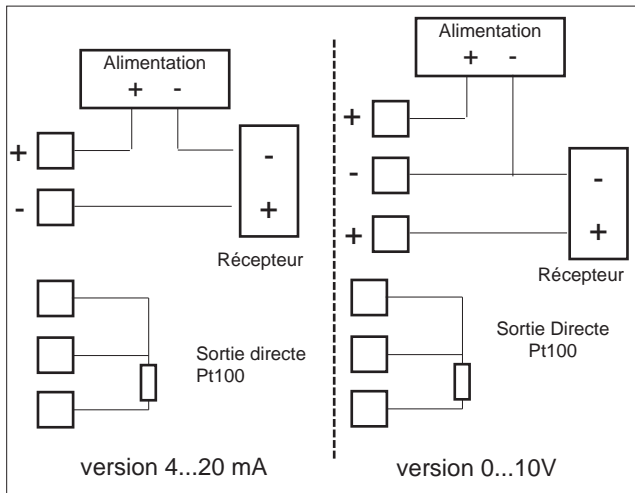 Alimentation
+ -
+
-
-
+
Récepteur
Sortie directe
Pt100
version 4...20 mA
Alimentation
+ -
+
-
+
-
+
Récepteur
Sortie Directe
Pt100
version 0...10V